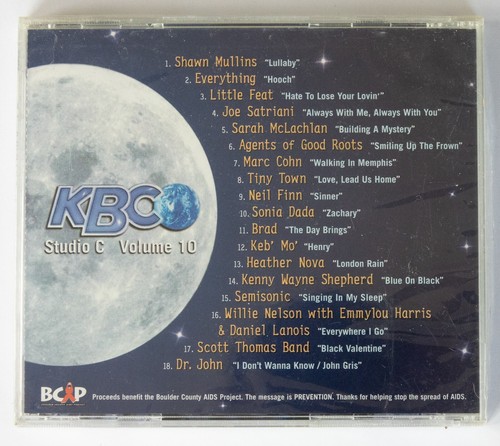 1. Shawn Mullins "Lullaby"
2. Everything "Hooch"
3. Little Feat "Hate To Lose Your Lovin'"
4. Joe Satriani "Always With Me, Always With You"
5. Sarah McLachlan "Building A Mystery"
6. Agents of Good Roots "Smiling Up The Frown"
7. Marc Cohn "Walking In Memphis"
8. Tiny Town "Love, Lead Us Home"
9. Neil Finn "Sinner"
10. Sonia Dada "Zachary"
11. Brad "The Day Brings"
12. Keb' Mo' "Henry"
13. Heather Nova "London Rain"
14. Kenny Wayne Shepherd "Blue On Black"
15. Semisonic "Singing In My Sleep"
16. Willie Nelson with Emmylou Harris
& Daniel Lanois "Everywhere I Go"
17. Scott Thomas Band "Black Valentine"
18. Dr. John "I Don't Wanna Know / John Gris"
KBCO
Studio C Volume 10
BCAP
Proceeds benefit the Boulder County AIDS Project. The message is PREVENTION. Thanks for helping stop the spread of AIDS.